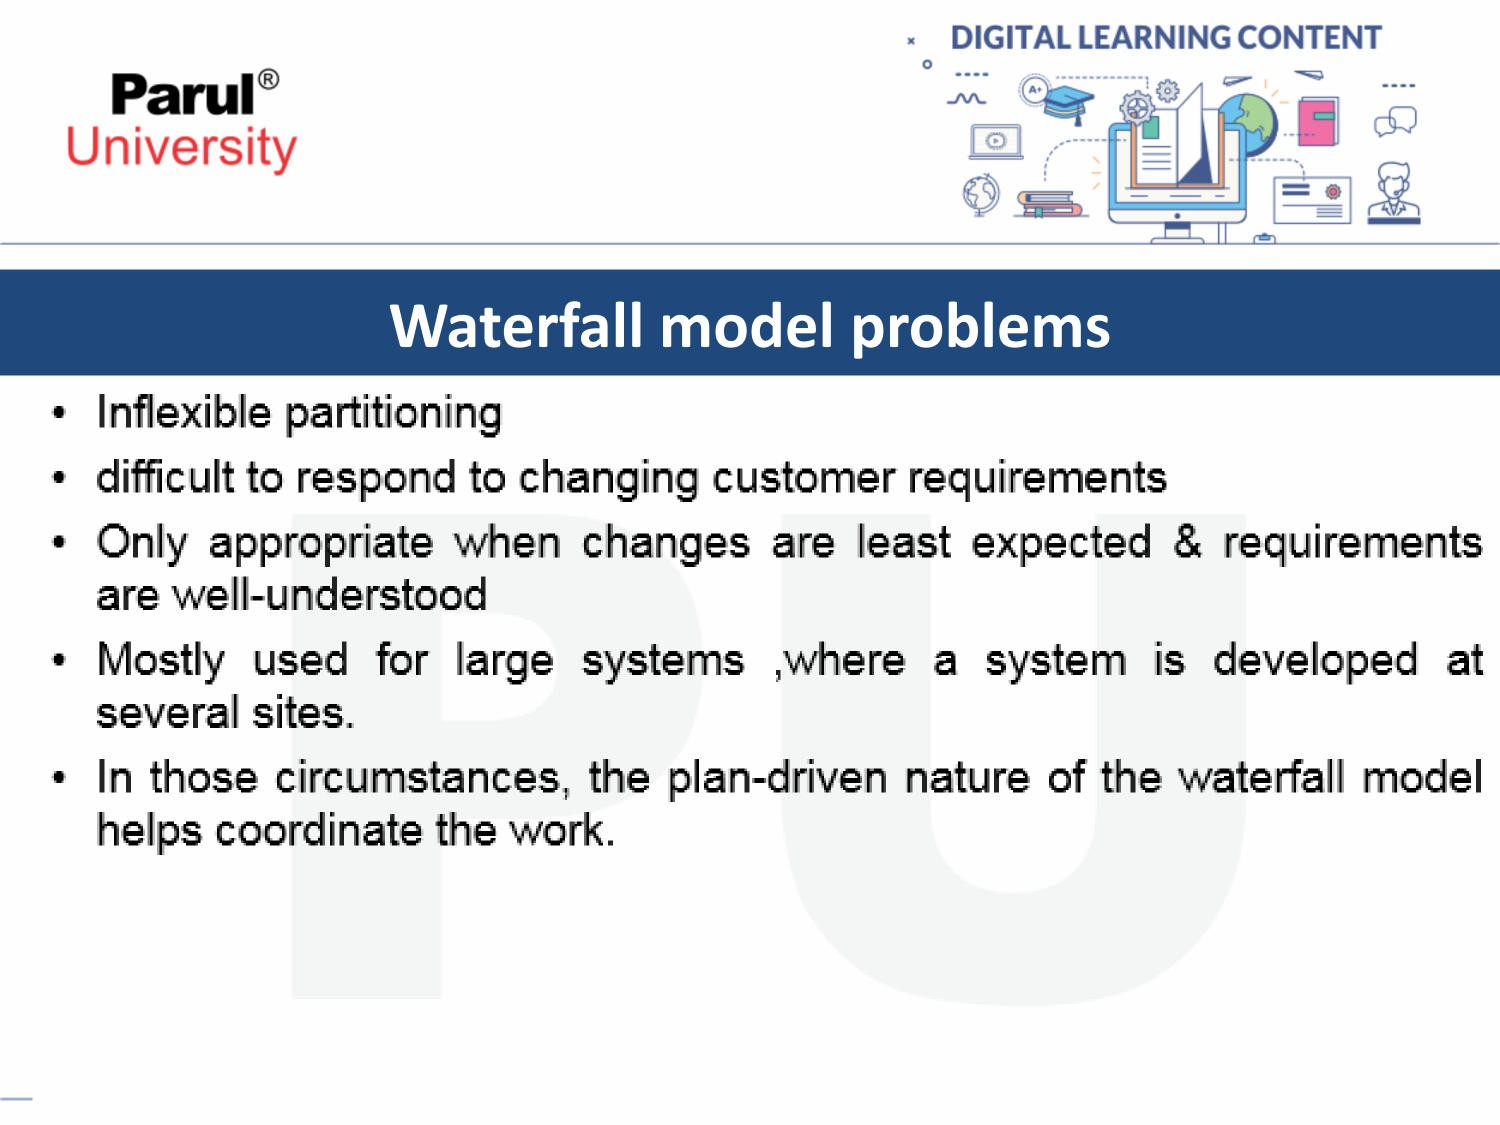 DIGITAL LEARNING CONTENT
Parul®
University
A+
Waterfall model problems
• Inflexible partitioning
• difficult to respond to changing customer requirements
• Only appropriate when changes are least expected & requirements
are well-understood
• Mostly used for large systems ,where a system is developed at
several sites.
• In those circumstances, the plan-driven nature of the waterfall model
helps coordinate the work.
PU